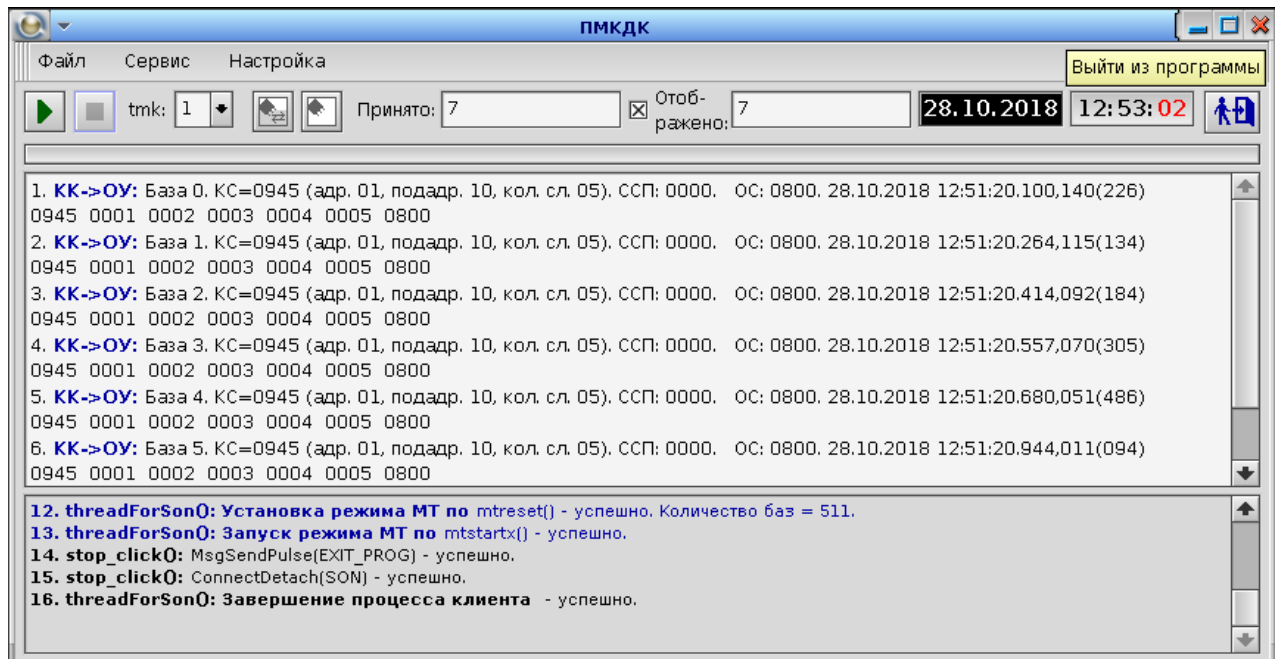 ПМКДК
Файл Сервис Настройка
Выйти из программы
tmk: 1 Принято: 7 Отоб-ражено: 7 28.10.2018 12:53:02
1. КК->ОУ: База 0. КС=0945 (адр. 01, подадр. 10, кол. сл. 05). ССП: 0000. ОС: 0800. 28.10.2018 12:51:20.100,140(226)
0945 0001 0002 0003 0004 0005 0800
2. КК->ОУ: База 1. КС=0945 (адр. 01, подадр. 10, кол. сл. 05). ССП: 0000. ОС: 0800. 28.10.2018 12:51:20.264,115(134)
0945 0001 0002 0003 0004 0005 0800
3. КК->ОУ: База 2. КС=0945 (адр. 01, подадр. 10, кол. сл. 05). ССП: 0000. ОС: 0800. 28.10.2018 12:51:20.414,092(184)
0945 0001 0002 0003 0004 0005 0800
4. КК->ОУ: База 3. КС=0945 (адр. 01, подадр. 10, кол. сл. 05). ССП: 0000. ОС: 0800. 28.10.2018 12:51:20.557,070(305)
0945 0001 0002 0003 0004 0005 0800
5. КК->ОУ: База 4. КС=0945 (адр. 01, подадр. 10, кол. сл. 05). ССП: 0000. ОС: 0800. 28.10.2018 12:51:20.680,051(486)
0945 0001 0002 0003 0004 0005 0800
6. КК->ОУ: База 5. КС=0945 (адр. 01, подадр. 10, кол. сл. 05). ССП: 0000. ОС: 0800. 28.10.2018 12:51:20.944,011(094)
0945 0001 0002 0003 0004 0005 0800
12. threadForSon(): Установка режима МТ по mtreset() - успешно. Количество баз = 511.
13. threadForSon(): Запуск режима МТ по mtstartx() - успешно.
14. stop_click(): MsgSendPulse(EXIT_PROG) - успешно.
15. stop_click(): ConnectDetach(SON) - успешно.
16. threadForSon(): Завершение процесса клиента - успешно.